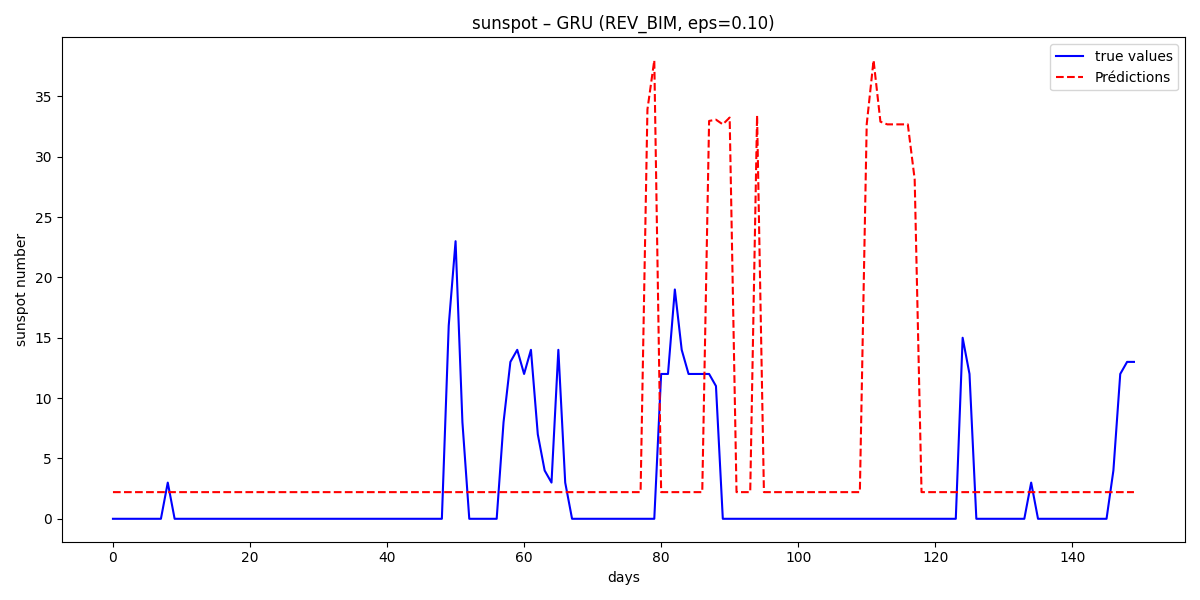 sunspot – GRU (REV_BIM, eps=0.10)
true values
Prédictions
sunspot number
35
30
25
20
15
10
5
0
0 20 40 60 80 100 120 140
days